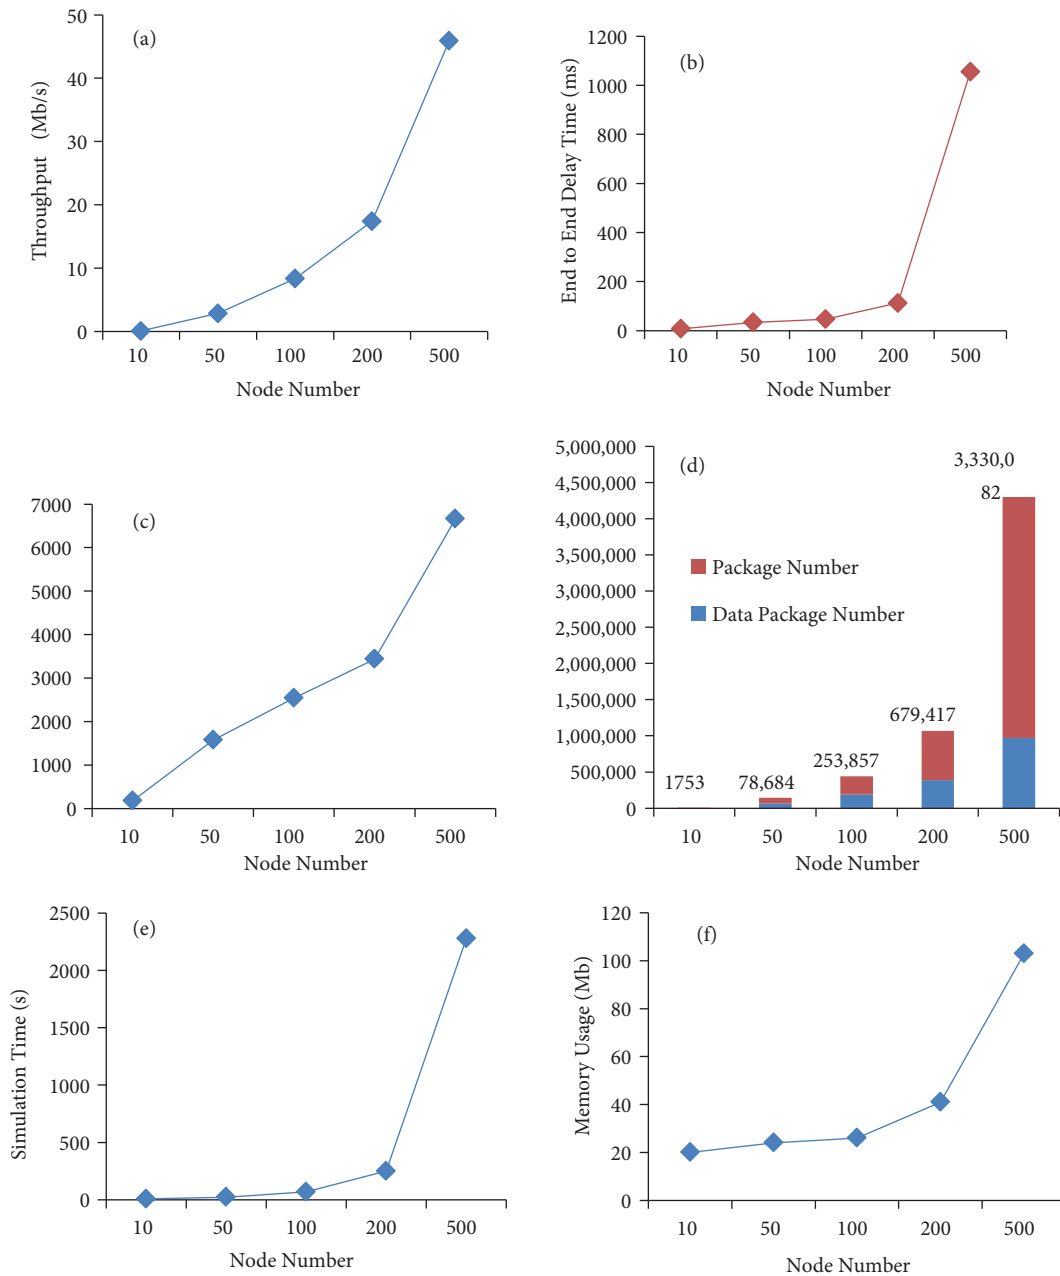 (a)
50
40
30
20
10
0
Throughput (Mb/s)
10 50 100 200 500
Node Number
(b)
1200
1000
800
600
400
200
0
End to End Delay Time (ms)
10 50 100 200 500
Node Number
(c)
7000
6000
5000
4000
3000
2000
1000
0
10 50 100 200 500
Node Number
(d)
5,000,000
4,500,000
4,000,000
3,500,000
3,000,000
2,500,000
2,000,000
1,500,000
1,000,000
500,000
0
3,330,0
82
Package Number
Data Package Number
679,417
253,857
78,684
1753
10 50 100 200 500
Node Number
(e)
2500
2000
1500
1000
500
0
Simulation Time (s)
10 50 100 200 500
Node Number
(f)
120
100
80
60
40
20
0
Memory Usage (Mb)
10 50 100 200 500
Node Number